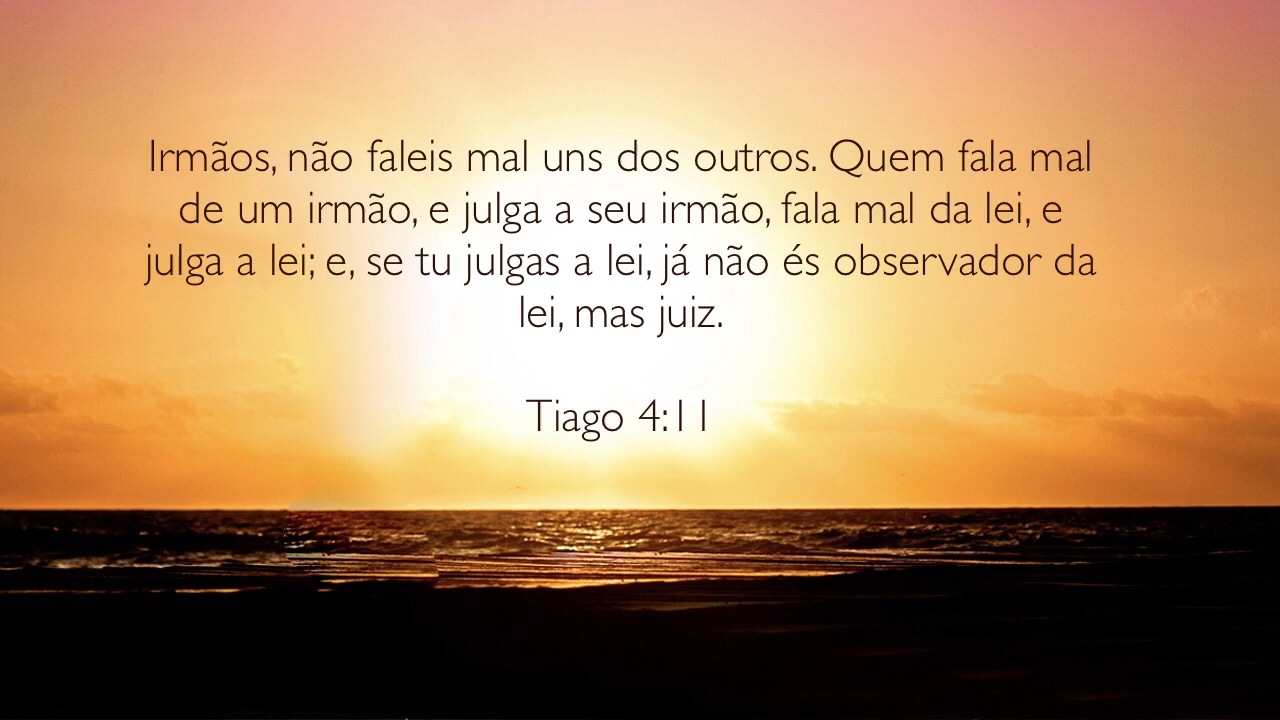 Irmãos, não faleis mal uns dos outros. Quem fala mal
de um irmão, e julga a seu irmão, fala mal da lei, e
julga a lei; e, se tu julgas a lei, já não és observador da
lei, mas juiz.
Tiago 4:11